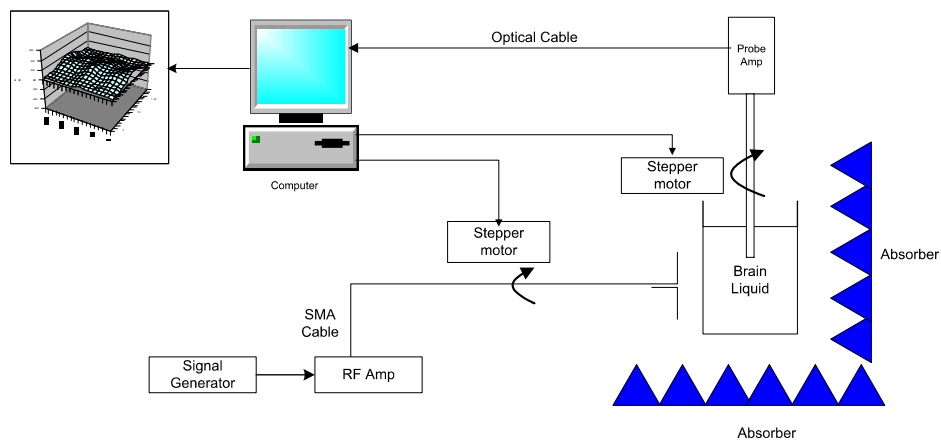 Optical Cable
Probe
Amp
Computer
Stepper
motor
Stepper
motor
Brain
Liquid
Absorber
SMA
Cable
Signal
Generator
RF Amp
Absorber